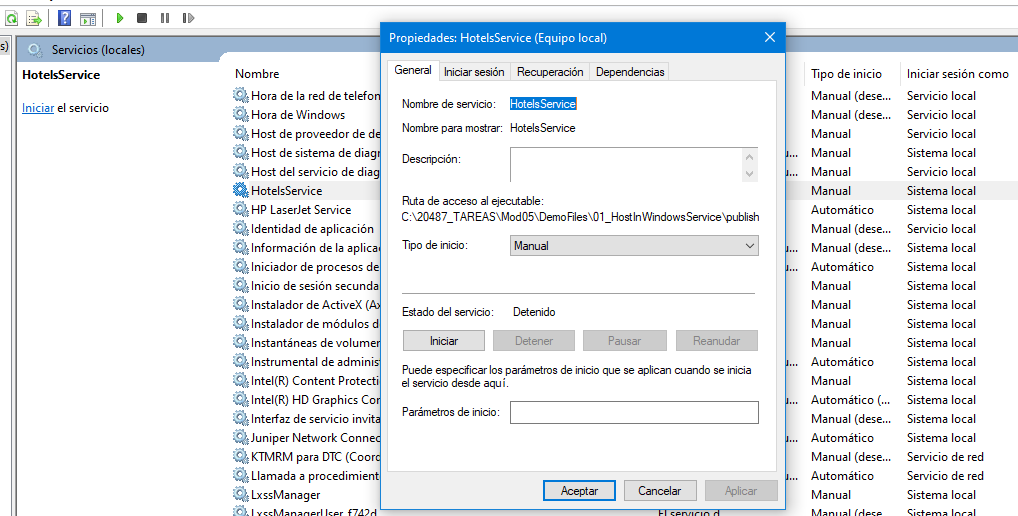 s)
Servicios (locales)
HotelsService
Iniciar el servicio
Nombre
Tipo de inicio
Iniciar sesión como
Hora de la red de telefon
Manual (dese...
Servicio local
Hora de Windows
Manual (dese...
Servicio local
Host de proveedor de de
Manual
Servicio local
Host de sistema de diagr
u...
Manual
Sistema local
Host del servicio de diag
u...
Manual
Servicio local
HotelsService
Manual
Sistema local
HP LaserJet Service
Automático
Sistema local
Identidad de aplicación
Manual (dese...
Servicio local
Información de la aplica
u...
Manual (dese...
Sistema local
Iniciador de procesos de
u...
Automático
Sistema local
Inicio de sesión secunda
Manual
Sistema local
Instalador de ActiveX (Ax
Manual
Sistema local
Instalador de módulos d
Manual
Sistema local
Instantáneas de volumer
Manual
Sistema local
Instrumental de adminis
Automático
Sistema local
Intel(R) Content Protecti
Manual
Sistema local
Intel(R) HD Graphics Cor
u...
Automático (...
Sistema local
Interfaz de servicio invita
Manual (dese...
Sistema local
Juniper Network Connec
u...
Automático
Sistema local
KTMRM para DTC (Coord
Manual (dese...
Servicio de red
Llamada a procedimient
u...
Automático
Servicio de red
LxssManager
Manual
Sistema local
LxssManagerUser_f742d
El servicio d
Manual
Sistema local
Propiedades: HotelsService (Equipo local)
General
Iniciar sesión
Recuperación
Dependencias
Nombre de servicio: HotelsService
Nombre para mostrar: HotelsService
Descripción:
Ruta de acceso al ejecutable:
C:\20487_TAREAS\Mod05\DemoFiles\01_HostInWindowsService\publish
Tipo de inicio: Manual
Estado del servicio: Detenido
Iniciar
Detener
Pausar
Reanudar
Puede especificar los parámetros de inicio que se aplican cuando se inicia
el servicio desde aquí.
Parámetros de inicio:
Aceptar
Cancelar
Aplicar